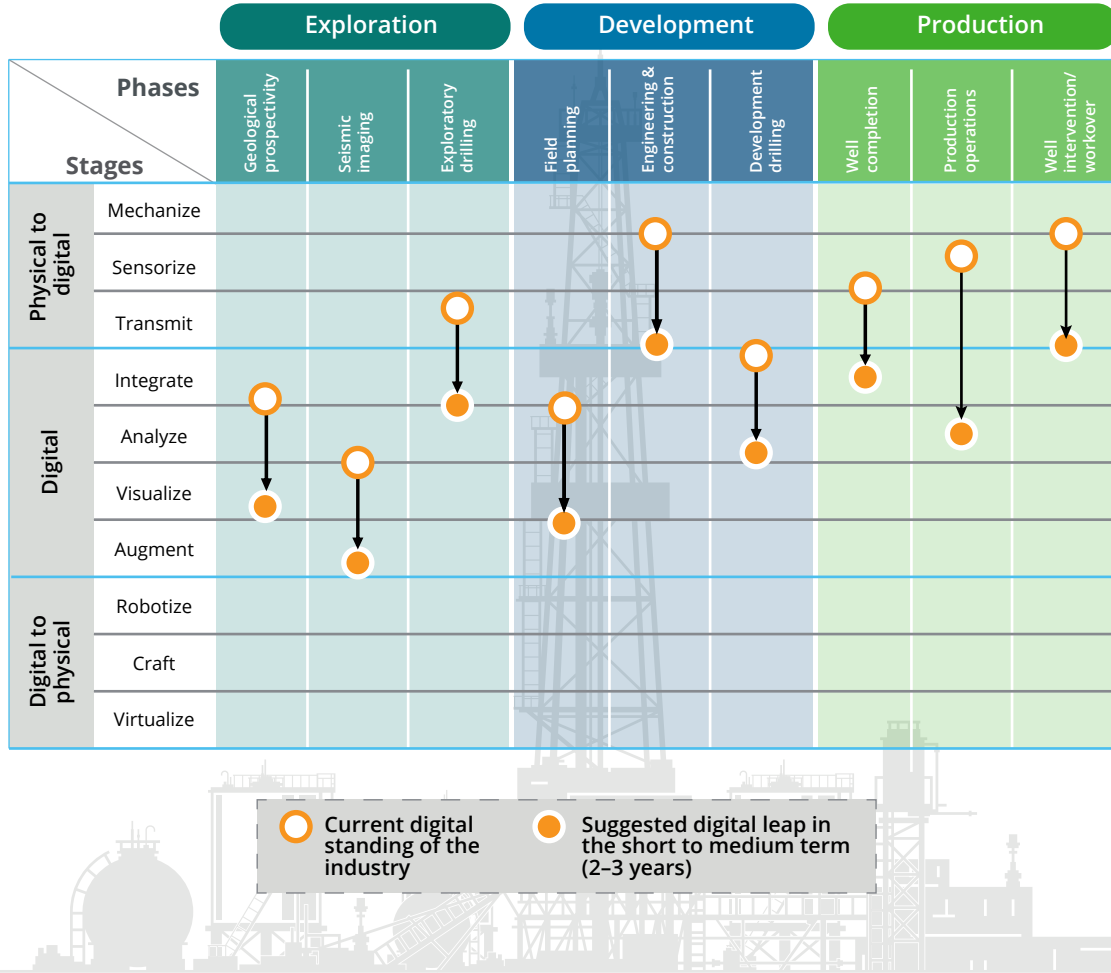 Exploration
Development
Production
Phases
Stages
Geological
prospectivity
Seismic
imaging
Exploratory
drilling
Field
planning
Engineering &
construction
Development
drilling
Well
completion
Production
operations
Well
intervention/
workover
Physical to
digital
Mechanize
Sensorize
Transmit
Digital
Integrate
Analyze
Visualize
Augment
Digital to
physical
Robotize
Craft
Virtualize
Current digital
standing of the
industry
Suggested digital leap in
the short to medium term
(2–3 years)